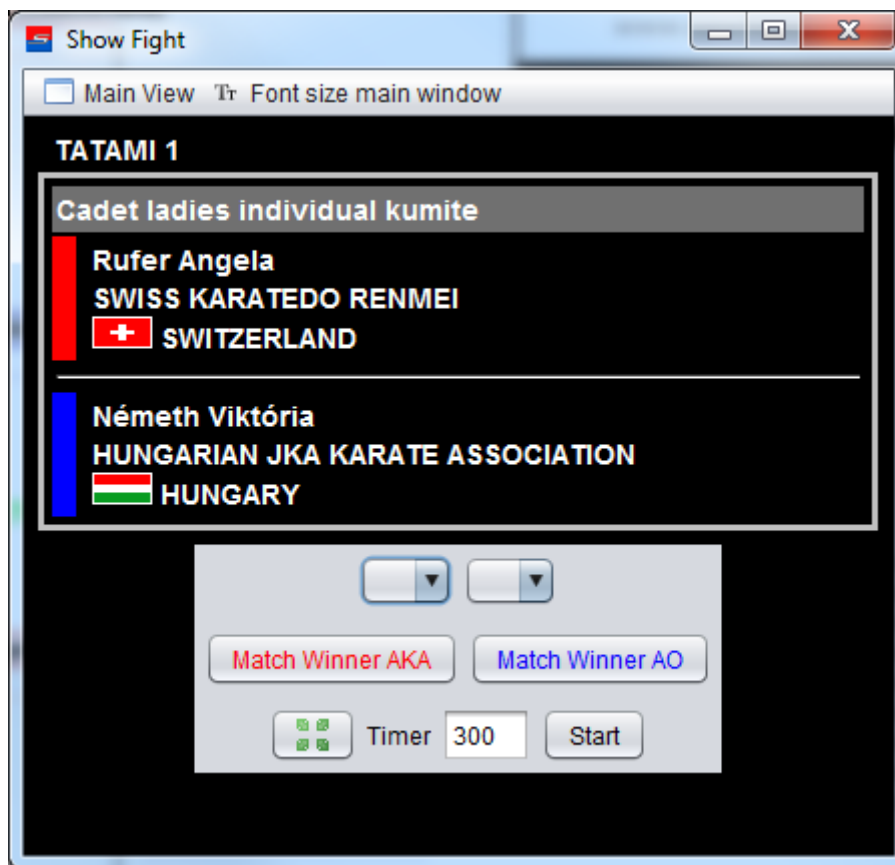 Show Fight
Main View Tr Font size main window
TATAMI 1
Cadet ladies individual kumite
Rufer Angela
SWISS KARATEDO RENMEI
SWITZERLAND
Németh Viktória
HUNGARIAN JKA KARATE ASSOCIATION
HUNGARY
Match Winner AKA Match Winner AO
Timer 300 Start